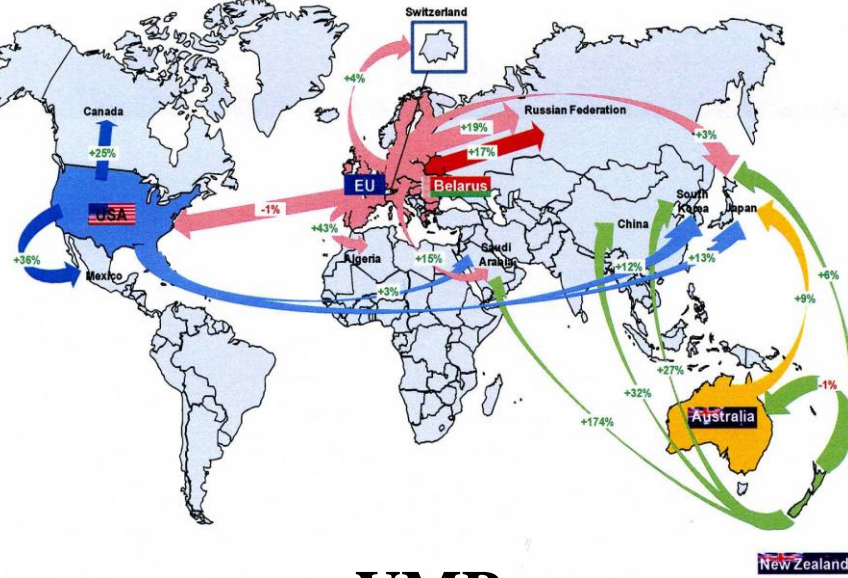 Switzerland
+4%
Canada
+25%
Russian Federation
+19%
+17%
+3%
EU
Belarus
USA
-1%
+43%
South
Korea
Japan
China
Algeria
+15%
Saudi
Arabia
+36%
Mexico
+3%
+12%
+13%
+6%
+9%
+27%
+32%
-1%
+174%
Australia
New Zealand